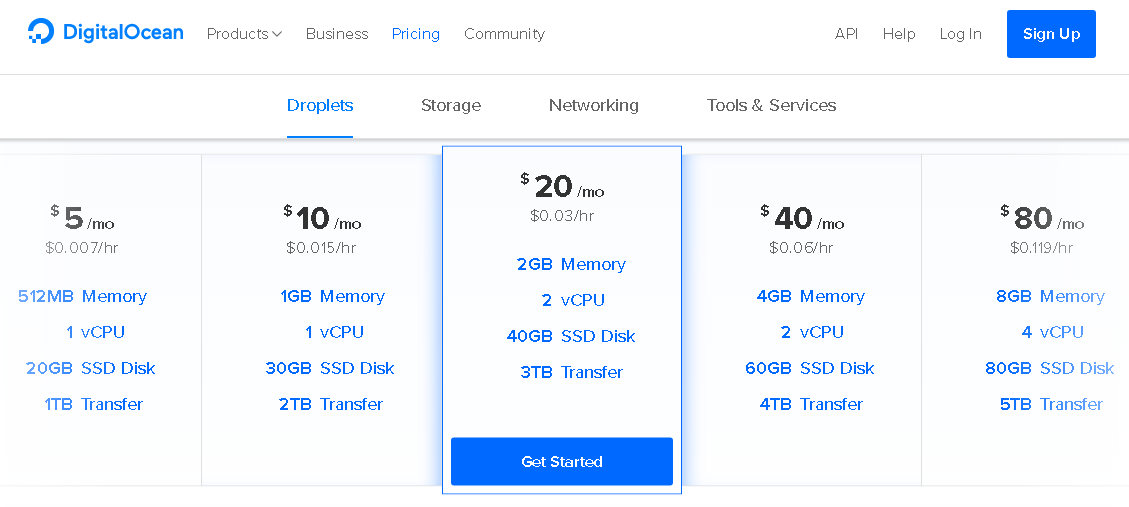 DigitalOcean Products Business Pricing Community API Help Log In Sign Up
Droplets Storage Networking Tools & Services
$5/mo
$0.007/hr
512MB Memory
1 vCPU
20GB SSD Disk
1TB Transfer
$10/mo
$0.015/hr
1GB Memory
1 vCPU
30GB SSD Disk
2TB Transfer
$20/mo
$0.03/hr
2GB Memory
2 vCPU
40GB SSD Disk
3TB Transfer
Get Started
$40/mo
$0.06/hr
4GB Memory
2 vCPU
60GB SSD Disk
4TB Transfer
$80/mo
$0.119/hr
8GB Memory
4 vCPU
80GB SSD Disk
5TB Transfer